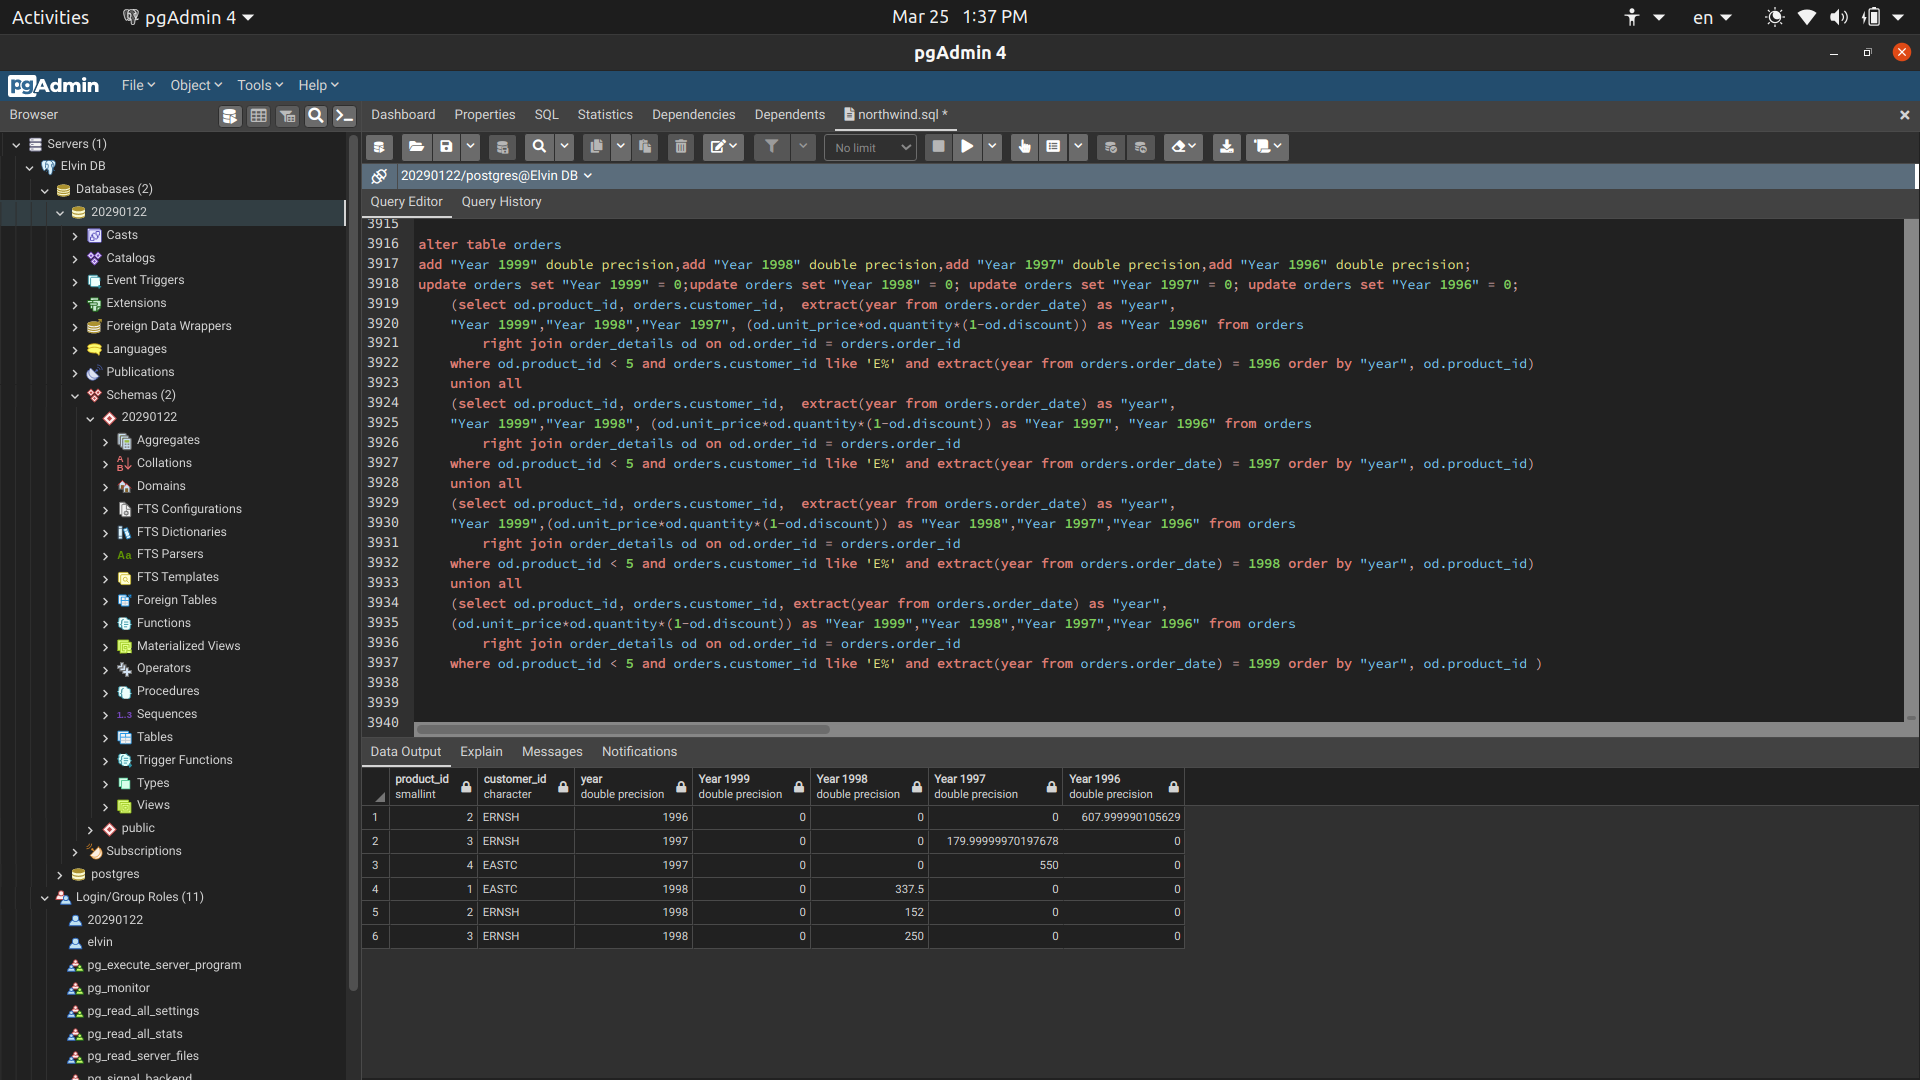 Activities
pgAdmin 4
Mar 25 1:37 PM
en
pgAdmin 4
pgAdmin
File
Object
Tools
Help
Browser
Dashboard
Properties
SQL
Statistics
Dependencies
Dependents
northwind.sql *
No limit
20290122/postgres@Elvin DB
Query Editor
Query History
Servers (1)
Elvin DB
Databases (2)
20290122
Casts
Catalogs
Event Triggers
Extensions
Foreign Data Wrappers
Languages
Publications
Schemas (2)
20290122
Aggregates
Collations
Domains
FTS Configurations
FTS Dictionaries
FTS Parsers
FTS Templates
Foreign Tables
Functions
Materialized Views
Operators
Procedures
1..3 Sequences
Tables
Trigger Functions
Types
Views
public
Subscriptions
postgres
Login/Group Roles (11)
20290122
elvin
pg_execute_server_program
pg_monitor
pg_read_all_settings
pg_read_all_stats
pg_read_server_files
pg_signal_backend
3915
3916 alter table orders
3917 add "Year 1999" double precision,add "Year 1998" double precision,add "Year 1997" double precision,add "Year 1996" double precision;
3918 update orders set "Year 1999" = 0;update orders set "Year 1998" = 0; update orders set "Year 1997" = 0; update orders set "Year 1996" = 0;
3919 (select od.product_id, orders.customer_id,  extract(year from orders.order_date) as "year",
3920 "Year 1999","Year 1998","Year 1997", (od.unit_price*od.quantity*(1-od.discount)) as "Year 1996" from orders
3921 right join order_details od on od.order_id = orders.order_id
3922 where od.product_id < 5 and orders.customer_id like 'E%' and extract(year from orders.order_date) = 1996 order by "year", od.product_id)
3923 union all
3924 (select od.product_id, orders.customer_id,  extract(year from orders.order_date) as "year",
3925 "Year 1999","Year 1998", (od.unit_price*od.quantity*(1-od.discount)) as "Year 1997", "Year 1996" from orders
3926 right join order_details od on od.order_id = orders.order_id
3927 where od.product_id < 5 and orders.customer_id like 'E%' and extract(year from orders.order_date) = 1997 order by "year", od.product_id)
3928 union all
3929 (select od.product_id, orders.customer_id,  extract(year from orders.order_date) as "year",
3930 "Year 1999",(od.unit_price*od.quantity*(1-od.discount)) as "Year 1998","Year 1997","Year 1996" from orders
3931 right join order_details od on od.order_id = orders.order_id
3932 where od.product_id < 5 and orders.customer_id like 'E%' and extract(year from orders.order_date) = 1998 order by "year", od.product_id)
3933 union all
3934 (select od.product_id, orders.customer_id, extract(year from orders.order_date) as "year",
3935 (od.unit_price*od.quantity*(1-od.discount)) as "Year 1999","Year 1998","Year 1997","Year 1996" from orders
3936 right join order_details od on od.order_id = orders.order_id
3937 where od.product_id < 5 and orders.customer_id like 'E%' and extract(year from orders.order_date) = 1999 order by "year", od.product_id )
3938
3939
3940
Data Output
Explain
Messages
Notifications
product_id customer_id year Year 1999 Year 1998 Year 1997 Year 1996
smallint character double precision double precision double precision double precision double precision
1 2 ERNSH 1996 0 0 0 607.999990105629
2 3 ERNSH 1997 0 0 179.99999970197678 0
3 4 EASTC 1997 0 0 550 0
4 1 EASTC 1998 0 337.5 0 0
5 2 ERNSH 1998 0 152 0 0
6 3 ERNSH 1998 0 250 0 0